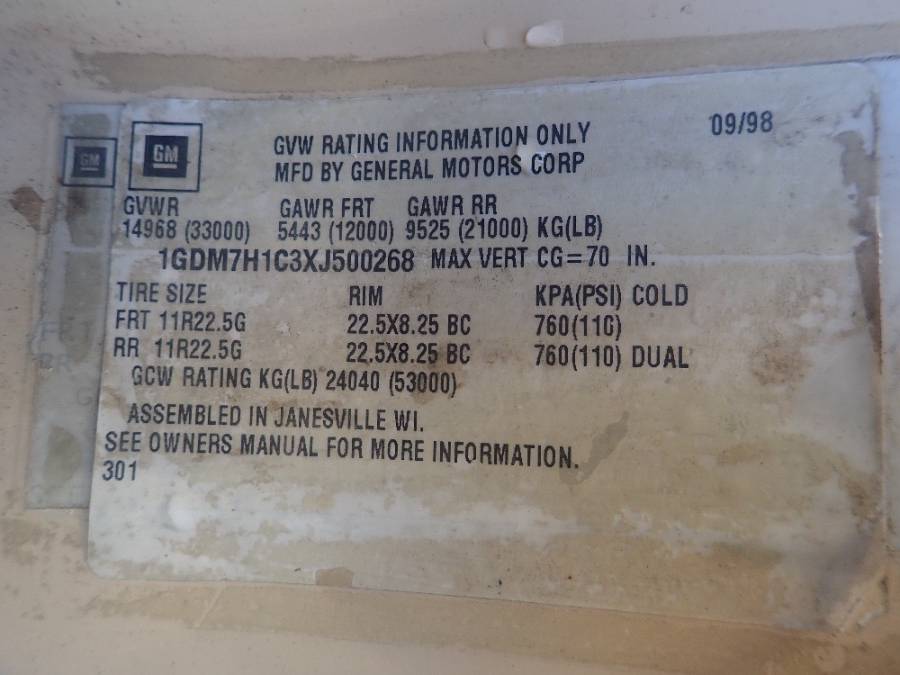 GM
GM
GVW RATING INFORMATION ONLY
09/98
MFD BY GENERAL MOTORS CORP
GVWR GAWR FRT GAWR RR
14968 (33000) 5443 (12000) 9525 (21000) KG(LB)
1GDM7H1C3XJ500268 MAX VERT CG=70 IN.
TIRE SIZE RIM KPA(PSI) COLD
FRT 11R22.5G 22.5X8.25 BC 760(110)
RR 11R22.5G 22.5X8.25 BC 760(110) DUAL
GCW RATING KG(LB) 24040 (53000)
ASSEMBLED IN JANESVILLE WI.
SEE OWNERS MANUAL FOR MORE INFORMATION.
301